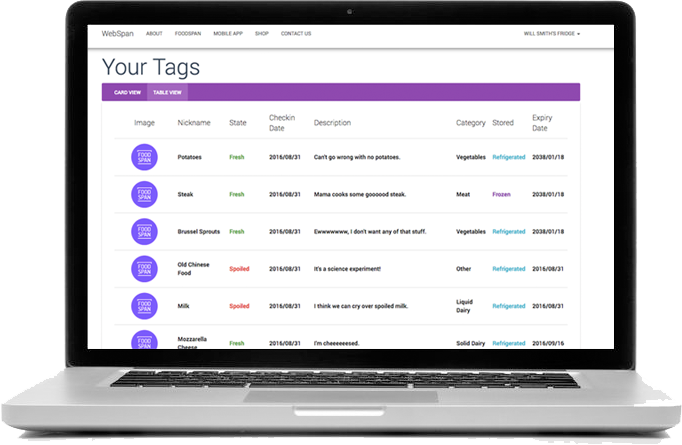 WebSpan ABOUT FOODSPAN MOBILE APP SHOP CONTACT US WILL SMITH'S FRIDGE
Your Tags
CARD VIEW TABLE VIEW
Image Nickname State Checkin Date Description Category Stored Expiry Date
FOOD SPAN Potatoes Fresh 2016/08/31 Can't go wrong with no potatoes. Vegetables Refrigerated 2038/01/18
FOOD SPAN Steak Fresh 2016/08/31 Mama cooks some goooood steak. Meat Frozen 2038/01/18
FOOD SPAN Brussel Sprouts Fresh 2016/08/31 Ewwwwwww, I don't want any of that stuff. Vegetables Refrigerated 2038/01/18
FOOD SPAN Old Chinese Food Spoiled 2016/08/31 It's a science experiment! Other Refrigerated 2016/08/31
FOOD SPAN Milk Spoiled 2016/08/31 I think we can cry over spoiled milk. Liquid Dairy Refrigerated 2016/08/31
FOOD SPAN Mozzarella Cheese Fresh 2016/08/31 I'm cheeeeeesed. Solid Dairy Refrigerated 2016/09/16